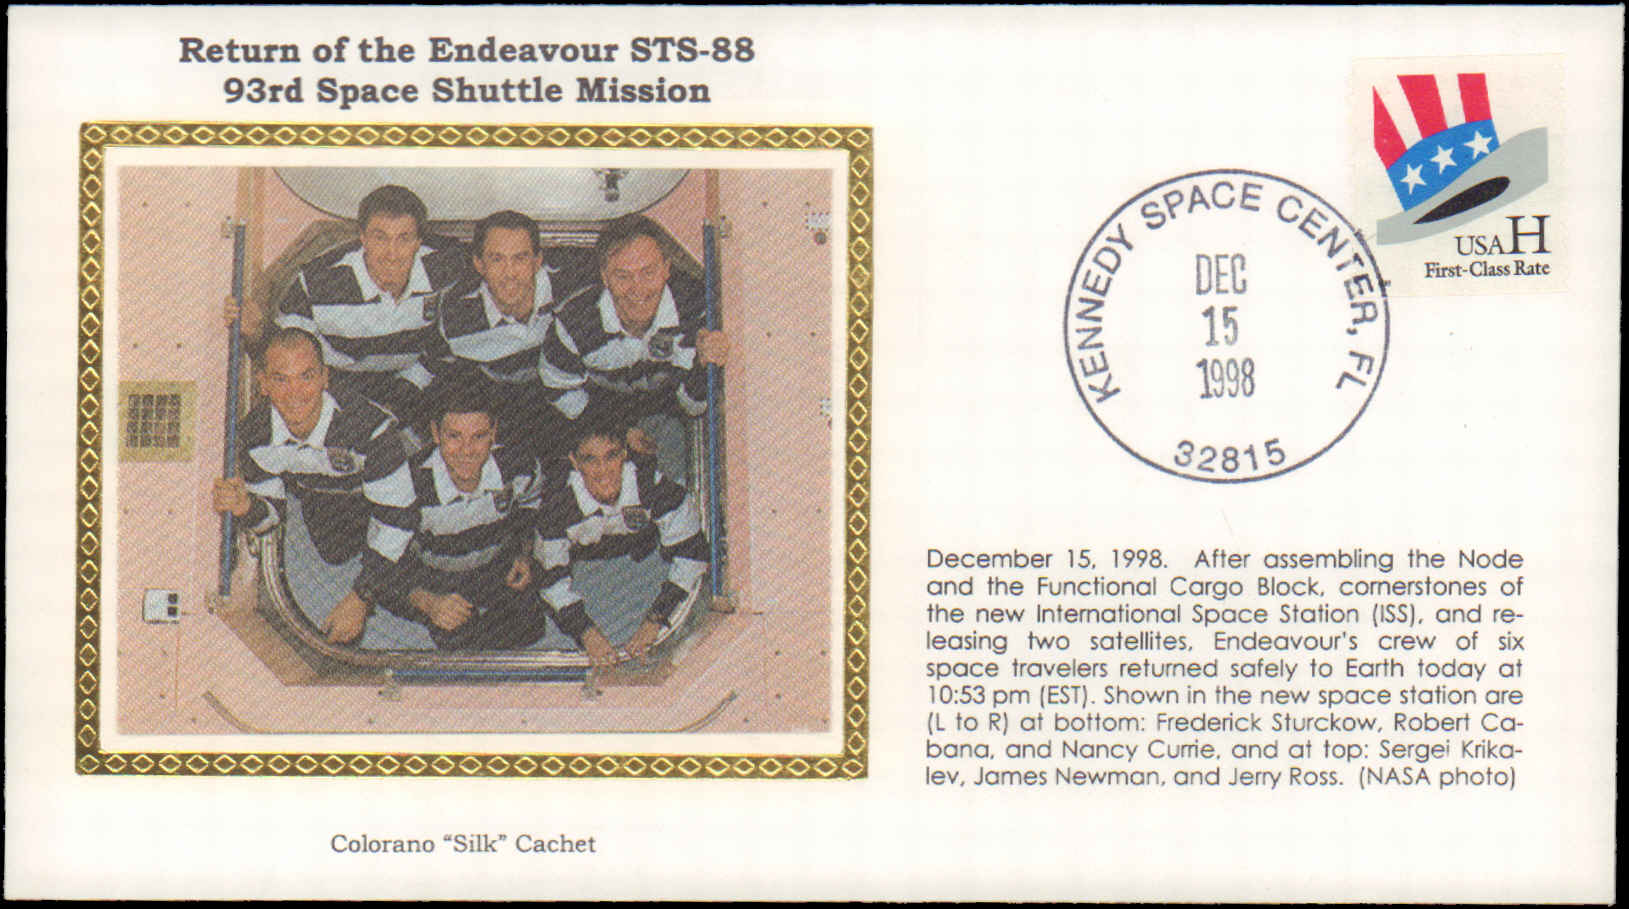 Return of the Endeavour STS-88
93rd Space Shuttle Mission
USA H
First-Class Rate
KENNEDY SPACE CENTER, FL
DEC
15
1998
32815
December 15, 1998. After assembling the Node
and the Functional Cargo Block, cornerstones of
the new International Space Station (ISS), and re-
leasing two satellites, Endeavour's crew of six
space travelers returned safely to Earth today at
10:53 pm (EST). Shown in the new space station are
(L to R) at bottom: Frederick Sturckow, Robert Ca-
bana, and Nancy Currie, and at top: Sergei Krika-
lev, James Newman, and Jerry Ross. (NASA photo)
Colorano “Silk” Cachet